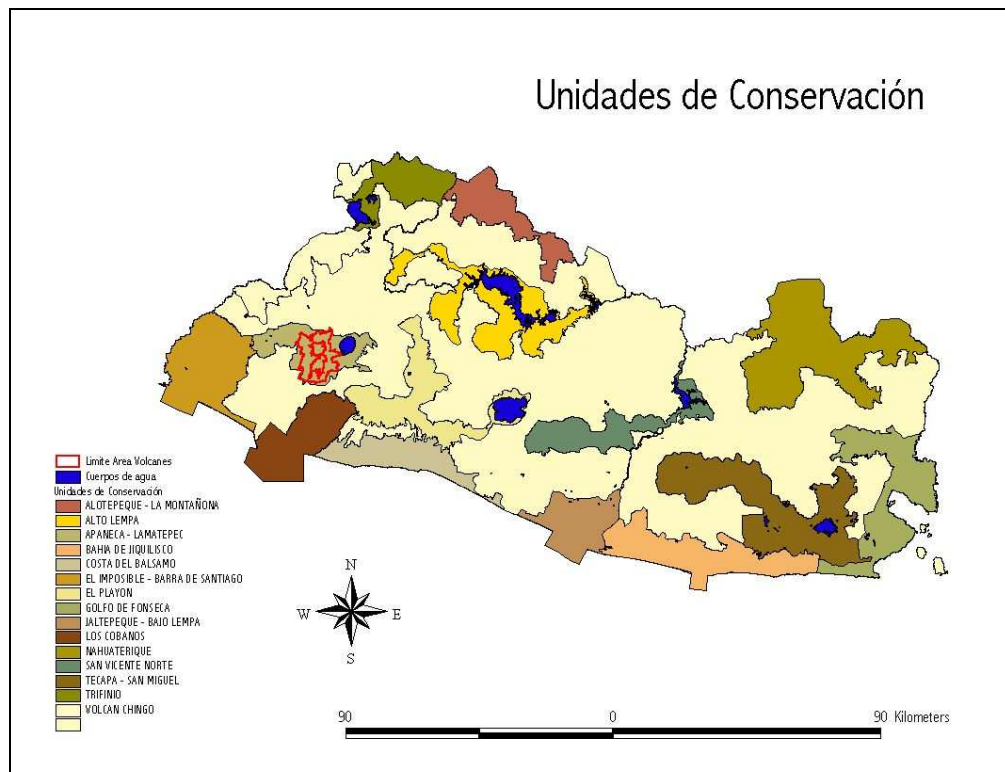 Unidades de Conservación
Limite Area Volcanes
Cuerpos de agua
Unidades de Conservación
ALOTEPEQUE - LA MONTAÑONA
ALTO LEMPA
APANECA - LAMATEPEC
BAHIA DE JIQUILISCO
COSTA DEL BALSAMO
EL IMPOSIBLE - BARRA DE SANTIAGO
EL PLAYON
GOLFO DE FONSECA
JALTEPEQUE - BAJO LEMPA
LOS COBANOS
NAHUATERIQUE
SAN VICENTE NORTE
TECAPA - SAN MIGUEL
TRIFINIO
VOLCAN CHINGO
N
W E
S
90 0 90 Kilometers